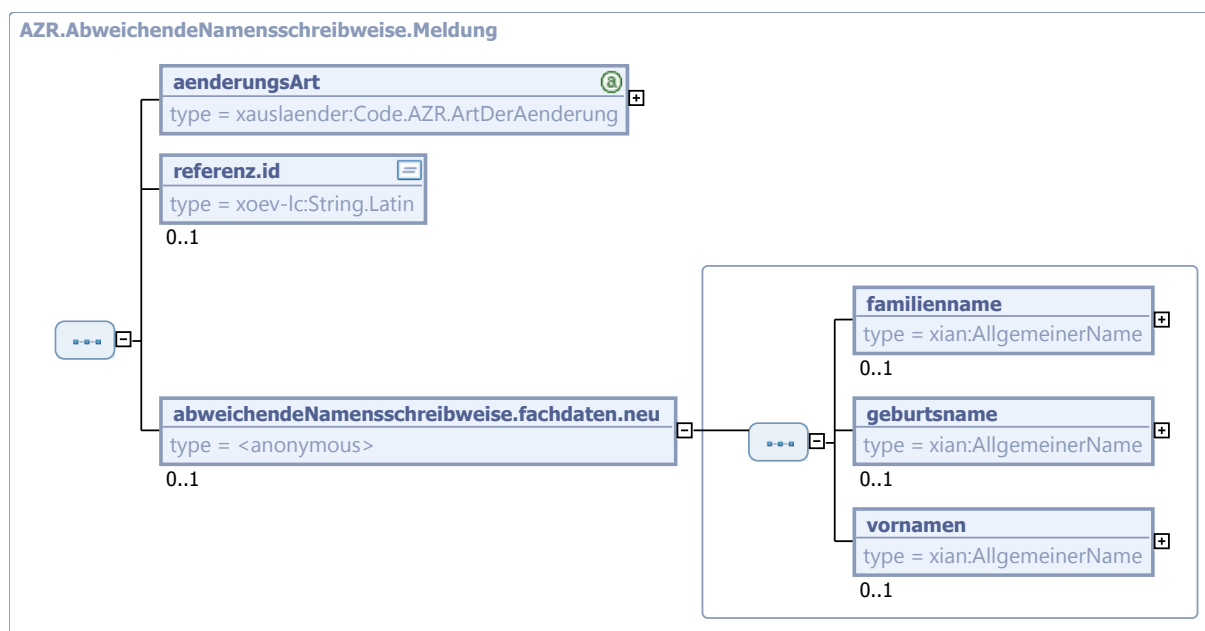 AZR.AbweichendeNamensschreibweise.Meldung
aenderungsArt
type = xauslaender:Code.AZR.ArtDerAenderung
referenz.id
type = xoev-lc:String.Latin
0..1
abweichendeNamensschreibweise.fachdaten.neu
type = <anonymous>
0..1
familienname
type = xian:AllgemeinerName
0..1
geburtsname
type = xian:AllgemeinerName
0..1
vornamen
type = xian:AllgemeinerName
0..1